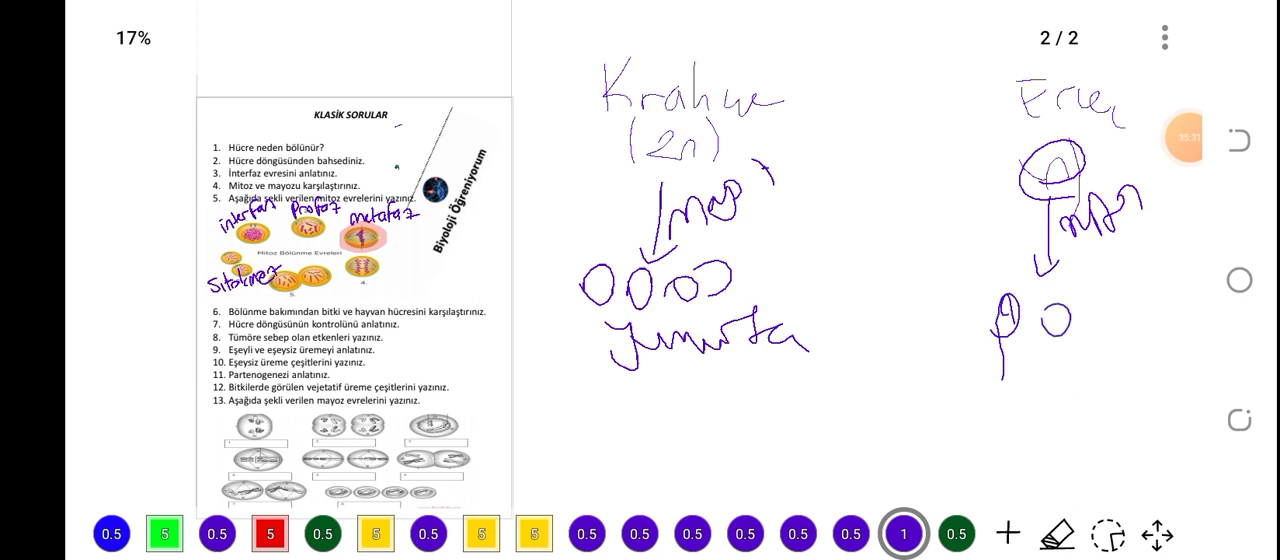 17%
2 / 2
KLASİK SORULAR
1. Hücre neden bölünür?
2. Hücre döngüsünden bahsediniz.
3. İnterfaz evresini anlatınız.
4. Mitoz ve mayozu karşılaştırınız.
5. Aşağıda şekli verilen mitoz evrelerini yazınız.
interfaz
Profaz
metafaz
Mitoz Bölünme Evreleri
Sitokinez
4.
5.
Biyoloji Öğreniyorum
6. Bölünme bakımından bitki ve hayvan hücresini karşılaştırınız.
7. Hücre döngüsünün kontrolünü anlatınız.
8. Tümöre sebep olan etkenleri yazınız.
9. Eşeyli ve eşeysiz üremeyi anlatınız.
10. Eşeysiz üreme çeşitlerini yazınız.
11. Partenogenezi anlatınız.
12. Bitkilerde görülen vejetatif üreme çeşitlerini yazınız.
13. Aşağıda şekli verilen mayoz evrelerini yazınız.
Kraliçe
(2n)
yumurta
n
35:31
0.5 5 0.5 5 0.5 5 0.5 5 5 0.5 0.5 0.5 0.5 0.5 0.5 1 0.5